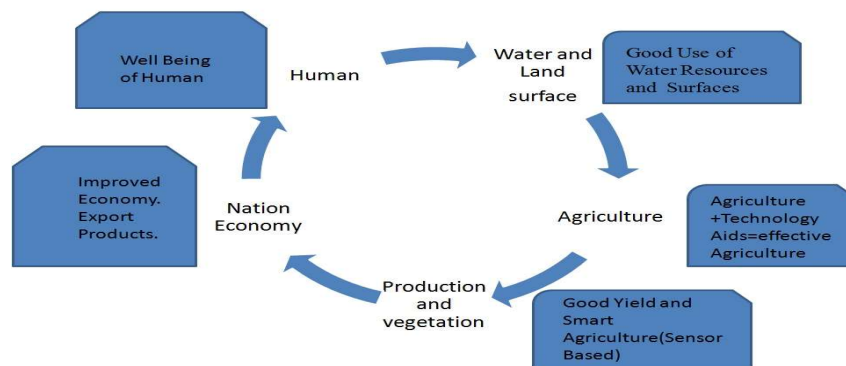 Well Being
of Human
Human
Water and
Land
surface
Good Use of
Water Resources
and Surfaces
Agriculture
Agriculture
+Technology
Aids=effective
Agriculture
Production
and
vegetation
Good Yield and
Smart
Agriculture(Sensor
Based)
Nation
Economy
Improved
Economy.
Export
Products.